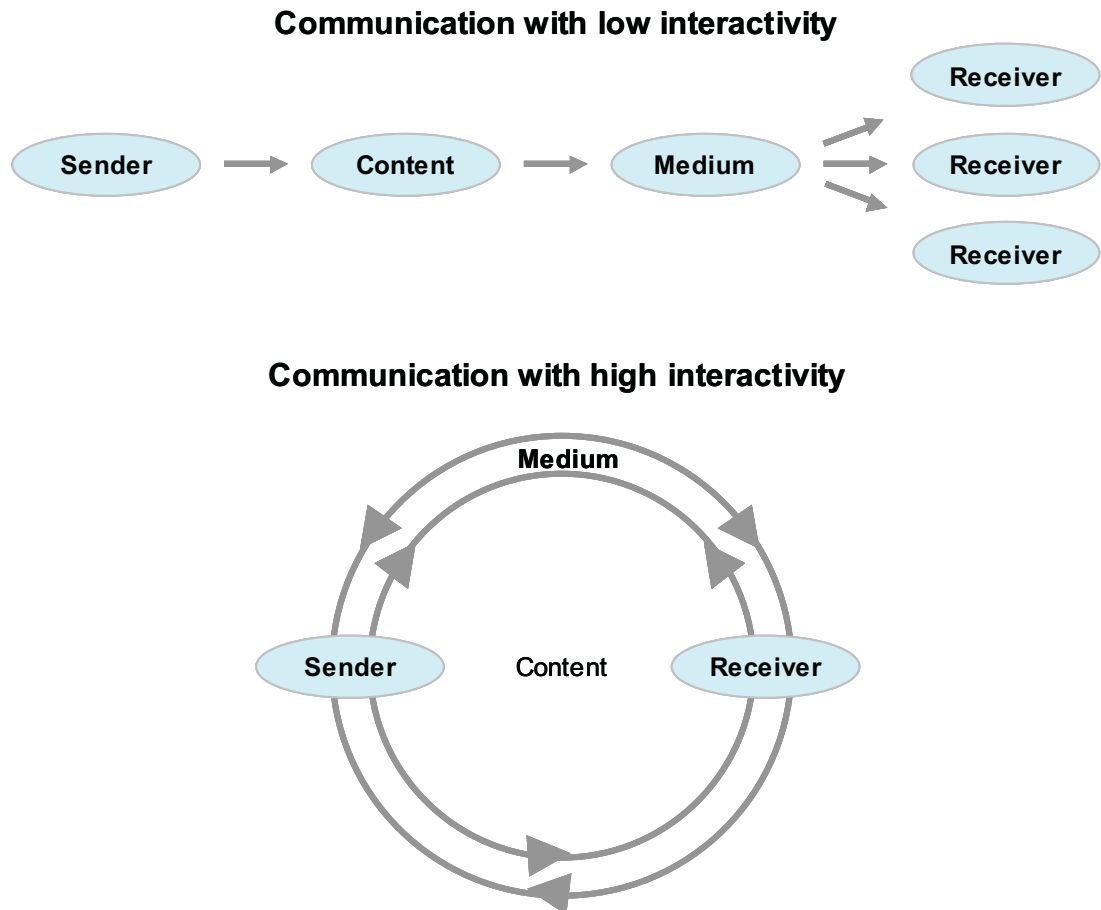 Communication with low interactivity
Receiver
Sender
Content
Medium
Receiver
Receiver
Communication with high interactivity
Medium
Sender
Content
Receiver